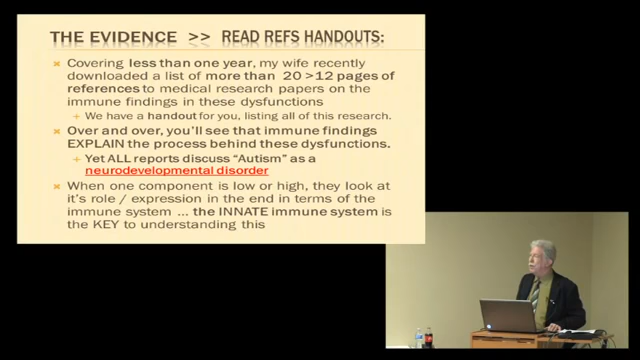 THE EVIDENCE >> READ REFS HANDOUTS:
Covering less than one year, my wife recently
downloaded a list of more than 20 >12 pages of
references to medical research papers on the
immune findings in these dysfunctions
We have a handout for you, listing all of this research.
Over and over, you'll see that immune findings
EXPLAIN the process behind these dysfunctions.
Yet ALL reports discuss "Autism" as a
neurodevelopmental disorder
When one component is low or high, they look at
it's role / expression in the end in terms of the
immune system ... the INNATE immune system is
the KEY to understanding this